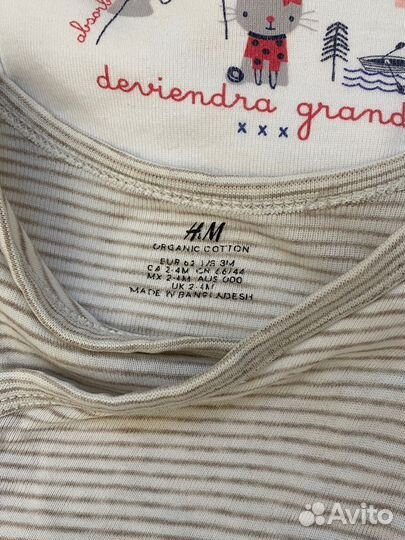 absorb
deviendra grand
x x x
H&M
ORGANIC COTTON
EUR 62 US 3M
CA 2-4M CN 66/44
MX 2-4M AUS 000
UK 2-4M
MADE IN BANGLADESH
Avito